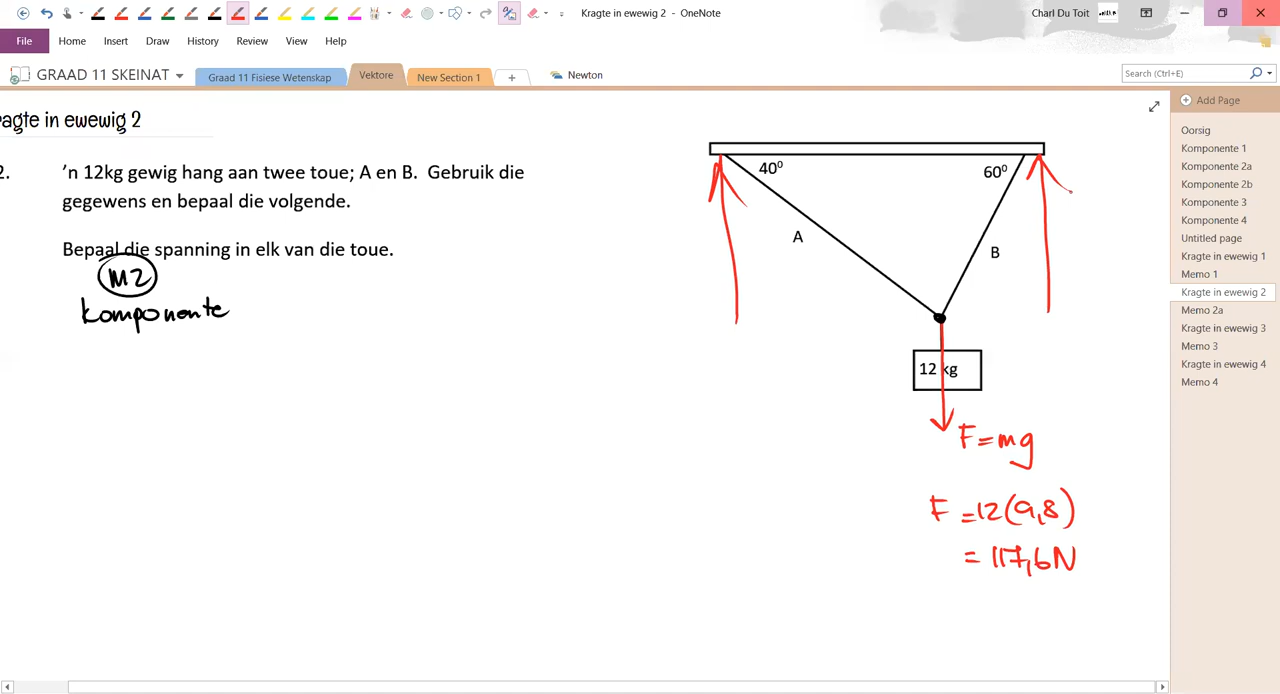 Kragte in ewewig 2 - OneNote
Charl Du Toit
File Home Insert Draw History Review View Help
GRAAD 11 SKEINAT
Graad 11 Fisiese Wetenskap
Vektore
New Section 1
Newton
Search (Ctrl+E)
ragte in ewewig 2
2.
'n 12kg gewig hang aan twee toue; A en B. Gebruik die
gegewens en bepaal die volgende.
Bepaal die spanning in elk van die toue.
M2
komponente
40⁰
60⁰
A
B
12 kg
F=mg
F=12(9,8)
=117,6N
Add Page
Oorsig
Komponente 1
Komponente 2a
Komponente 2b
Komponente 3
Komponente 4
Untitled page
Kragte in ewewig 1
Memo 1
Kragte in ewewig 2
Memo 2a
Kragte in ewewig 3
Memo 3
Kragte in ewewig 4
Memo 4